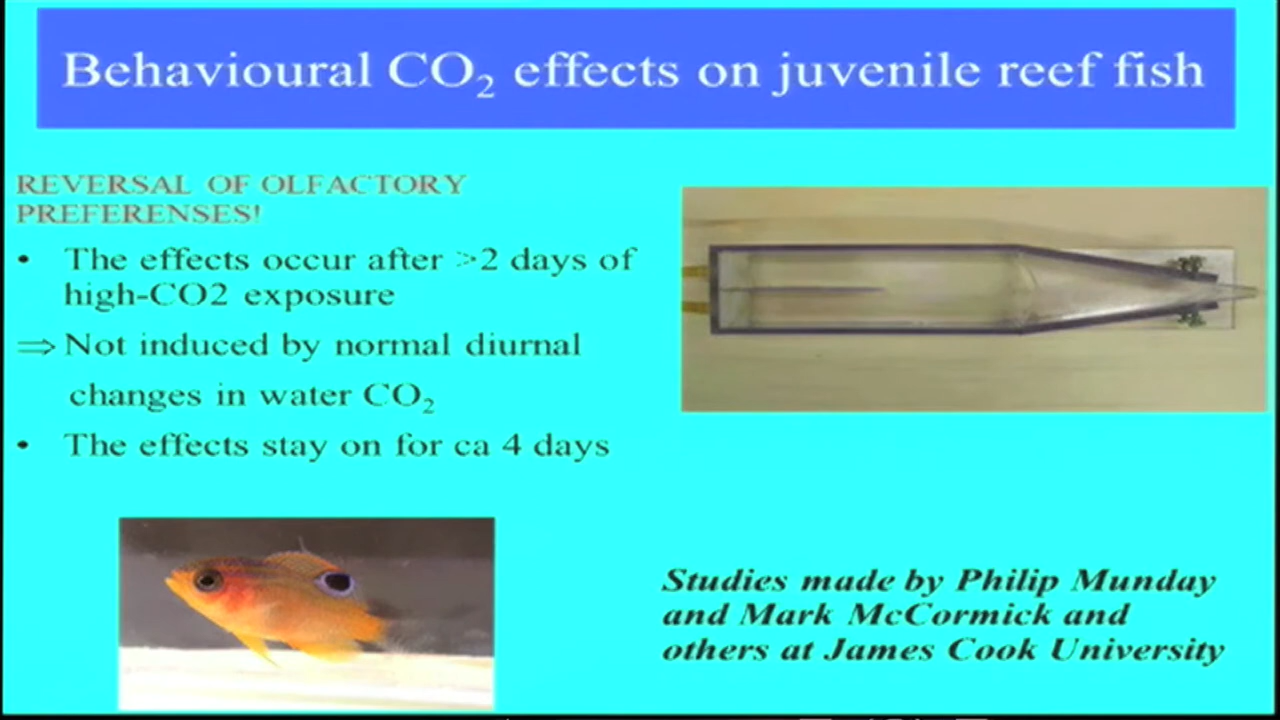 Behavioural CO₂ effects on juvenile reef fish
REVERSAL OF OLFACTORY
PREFERENSES!
• The effects occur after >2 days of
high-CO2 exposure
⇒ Not induced by normal diurnal
changes in water CO₂
• The effects stay on for ca 4 days
Studies made by Philip Munday
and Mark McCormick and
others at James Cook University